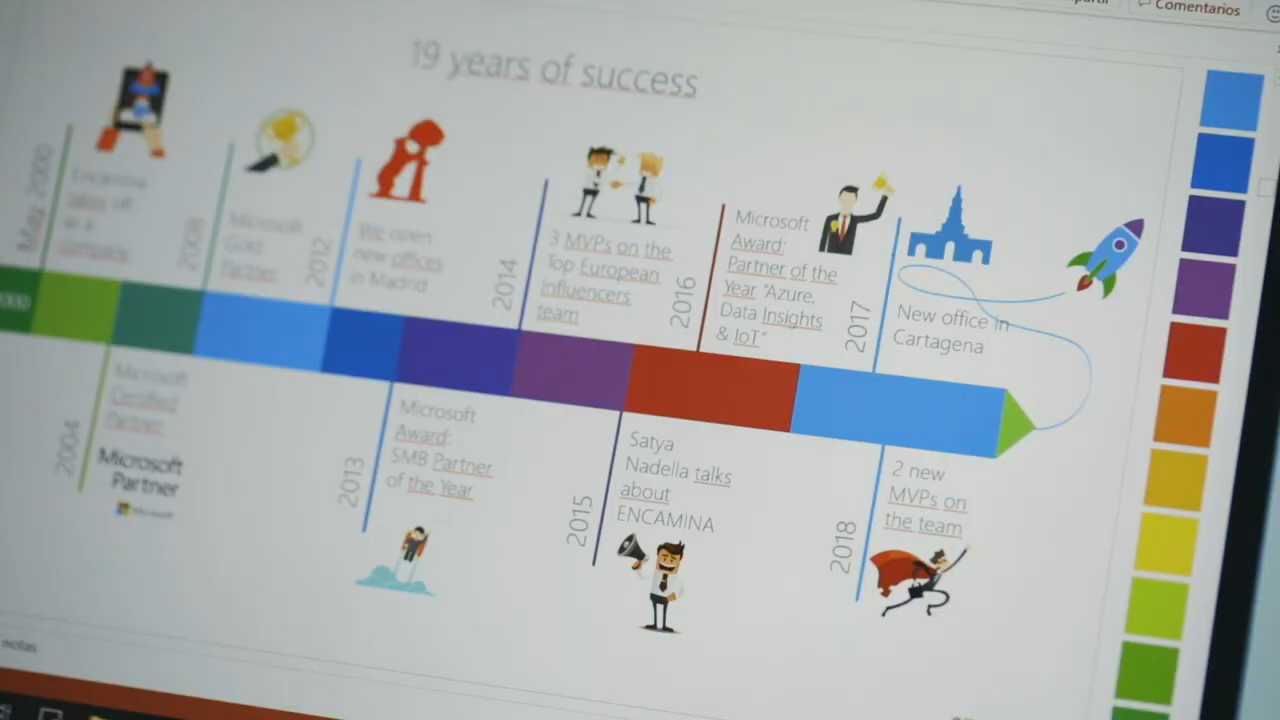 Comentarios
19 years of success
May, 2000
Encamina
takes off
as a
company
2008
Microsoft
Gold
Partner
2012
We open
new offices
in Madrid
2014
3 MVPs on the
Top European
Influencers
team
2016
Microsoft
Award:
Partner of the
Year "Azure,
Data Insights
& IoT"
2017
New office in
Cartagena
2004
Microsoft
Certified
Partner
Microsoft
Partner
Microsoft
2013
Microsoft
Award:
SMB Partner
of the Year
2015
Satya
Nadella talks
about
ENCAMINA
2018
2 new
MVPs on
the team
notas